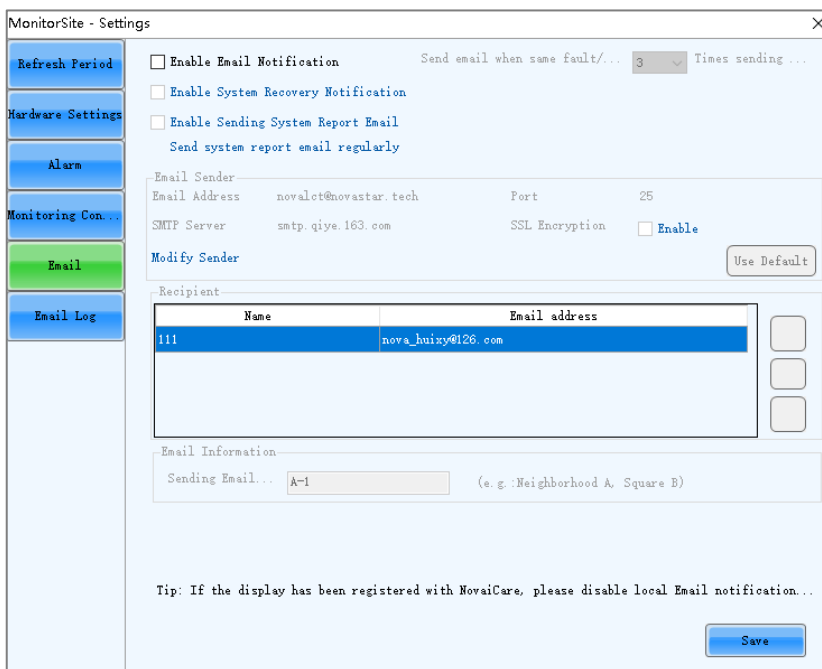 MonitorSite - Settings
Refresh Period
Hardware Settings
Alarm
Monitoring Con...
Email
Email Log
Enable Email Notification
Send email when same fault/...
3
Times sending ...
Enable System Recovery Notification
Enable Sending System Report Email
Send system report email regularly
Email Sender
Email Address
novalct@novastar.tech
Port
25
SMTP Server
smtp.qiye.163.com
SSL Encryption
Enable
Modify Sender
Use Default
Recipient
Name
Email address
111
nova_huixy@126.com
Email Information
Sending Email...
A-1
(e.g.:Neighborhood A, Square B)
Tip: If the display has been registered with NovaiCare, please disable local Email notification...
Save